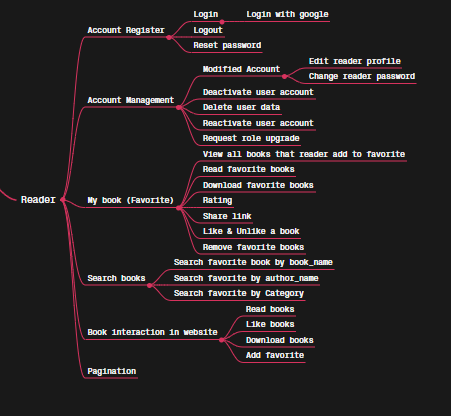 Reader
Account Register
Login
Login with google
Logout
Reset password
Account Management
Modified Account
Edit reader profile
Change reader password
Deactivate user account
Delete user data
Reactivate user account
Request role upgrade
My book (Favorite)
View all books that reader add to favorite
Read favorite books
Download favorite books
Rating
Share link
Like & Unlike a book
Remove favorite books
Search books
Search favorite book by book_name
Search favorite by author_name
Search favorite by Category
Book interaction in website
Read books
Like books
Download books
Add favorite
Pagination